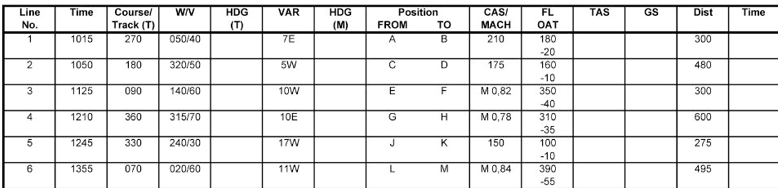 Line No. Time Course/ Track (T) W/V HDG (T) VAR HDG (M) Position FROM TO CAS/ MACH FL OAT TAS GS Dist Time
1 1015 270 050/40 7E A B 210 180 300
-20
2 1050 180 320/50 5W C D 175 160 480
-10
3 1125 090 140/60 10W E F M 0,82 350 300
-40
4 1210 360 315/70 10E G H M 0,78 310 600
-35
5 1245 330 240/30 17W J K 150 100 275
-10
6 1355 070 020/60 11W L M M 0,84 390 495
-55